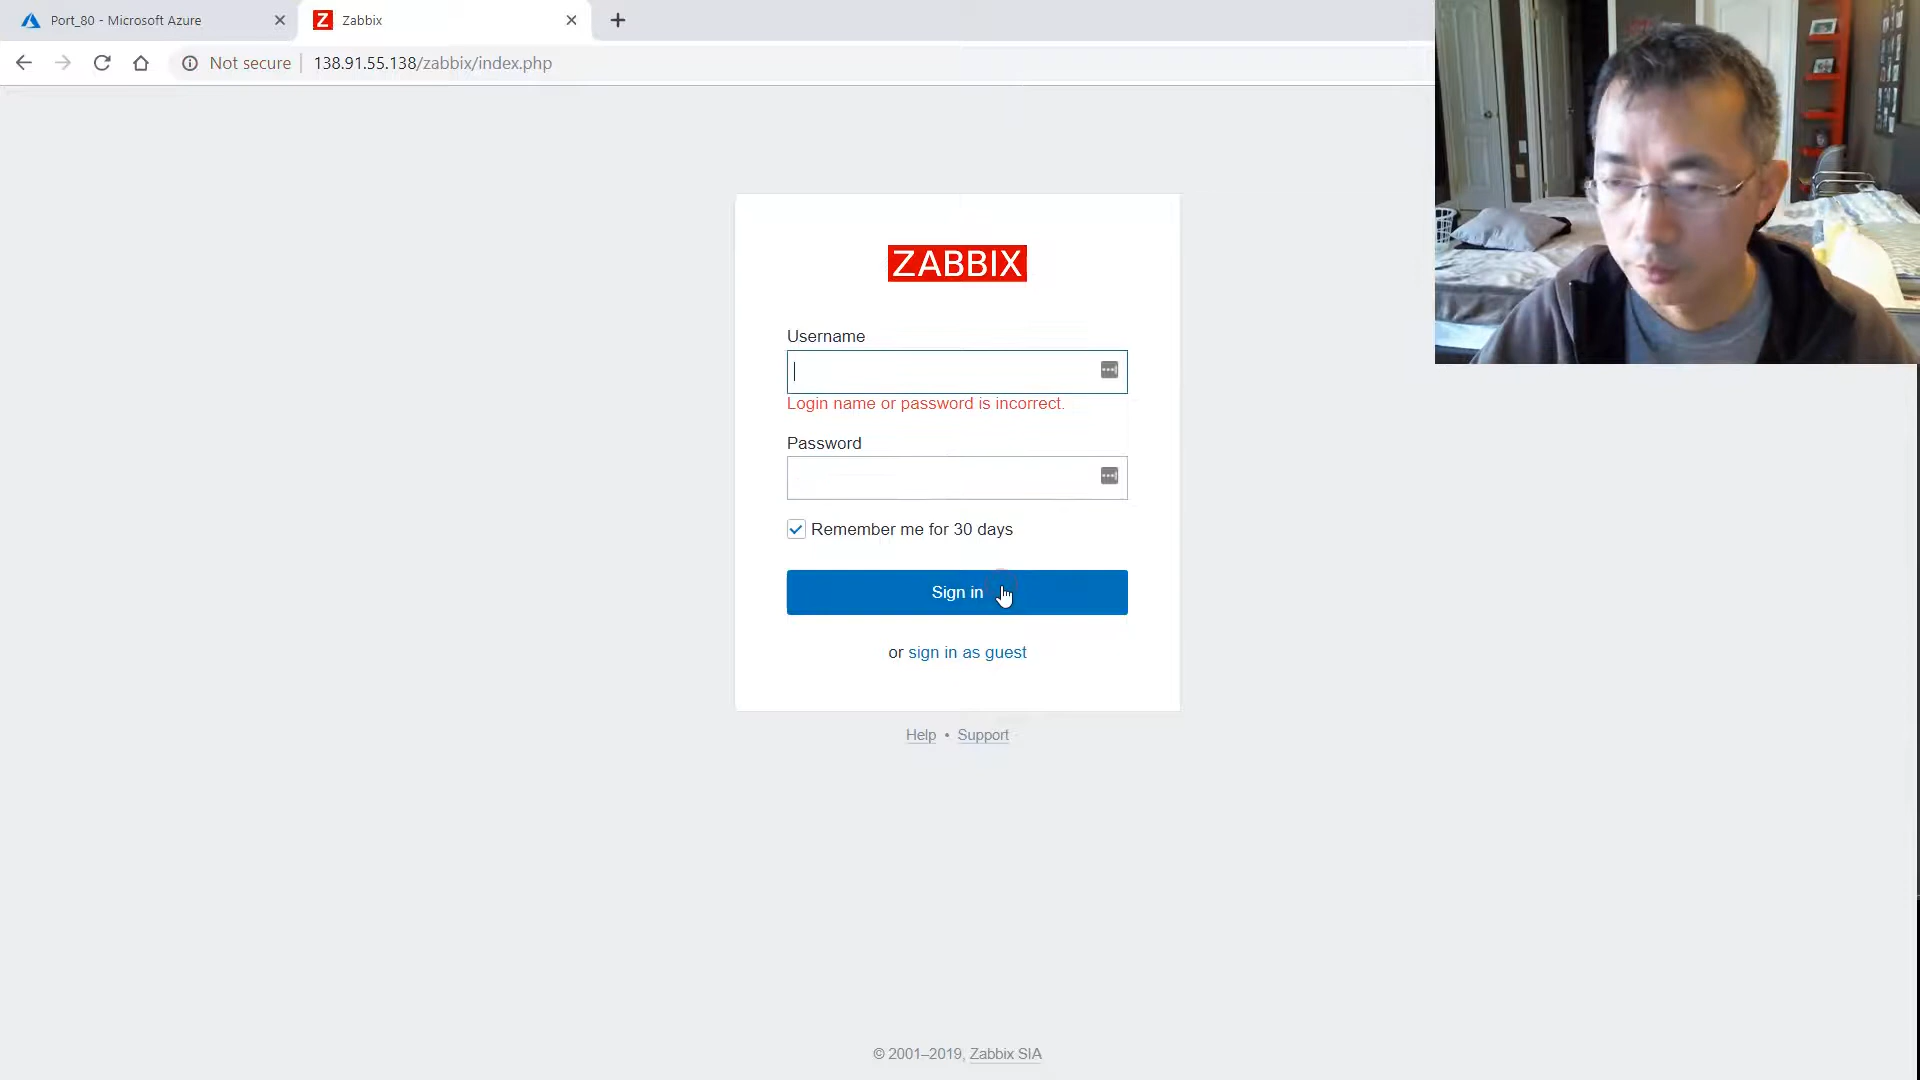 Port_80 - Microsoft Azure
Z Zabbix
Not secure 138.91.55.138/zabbix/index.php
ZABBIX
Username
Login name or password is incorrect.
Password
Remember me for 30 days
Sign in
or sign in as guest
Help • Support
© 2001–2019, Zabbix SIA